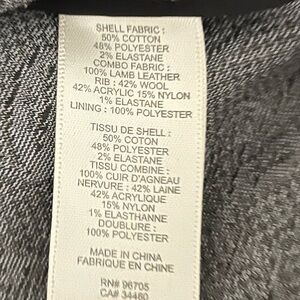 SHELL FABRIC :
50% COTTON
48% POLYESTER
2% ELASTANE
COMBO FABRIC :
100% LAMB LEATHER
RIB : 42% WOOL
42% ACRYLIC 15% NYLON
1% ELASTANE
LINING : 100% POLYESTER
TISSU DE SHELL :
50% COTON
48% POLYESTER
2% ELASTANE
TISSU COMBINE :
100% CUIR D'AGNEAU
NERVURE : 42% LAINE
42% ACRYLIQUE
15% NYLON
1% ELASTHANNE
DOUBLURE :
100% POLYESTER
MADE IN CHINA
FABRIQUE EN CHINE
RN# 96705
CA# 34460